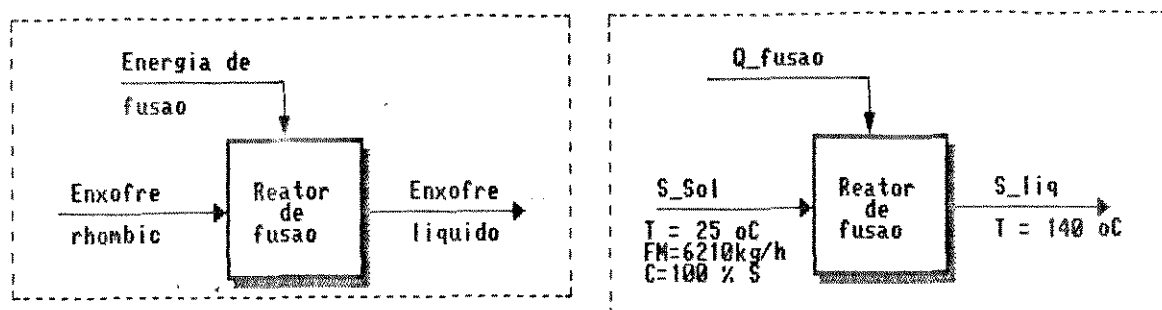 Energia de
fusao
Enxofre
rhombic
Reator
de
fusao
Enxofre
liquido
Q_fusao
S_Sol
T = 25 oC
FM=6210kg/h
C=100 % S
Reator
de
fusao
S_liq
T = 140 oC